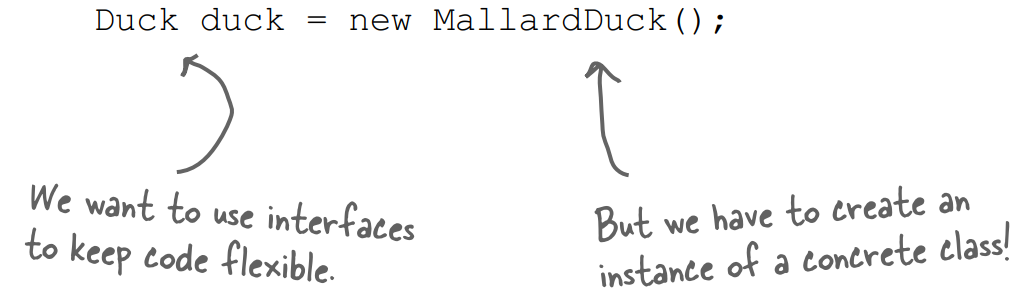 Duck duck = new MallardDuck();
We want to use interfaces
to keep code flexible.
But we have to create an
instance of a concrete class!